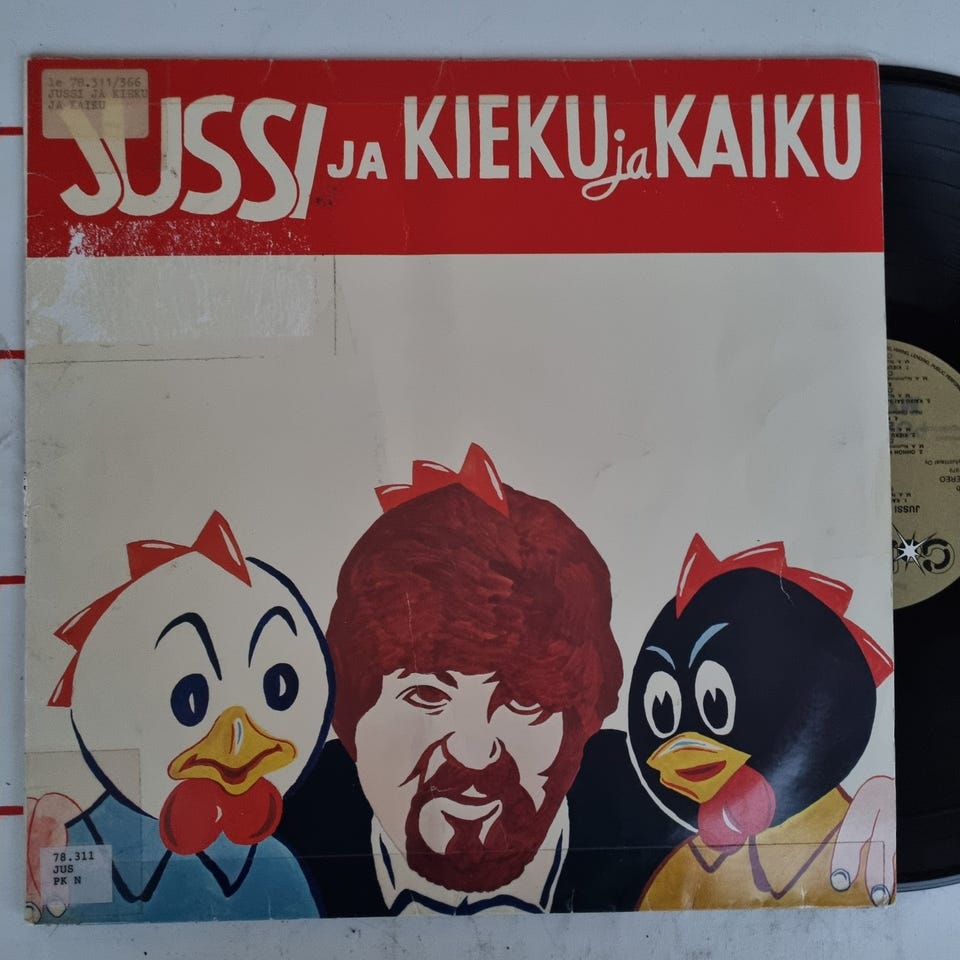 le 78.311/366
JUSSI JA KIEKU
JA KAIKU
JUSSI JA KIEKU ja KAIKU
78.311
JUS
PK N
STEREO
JUSSI